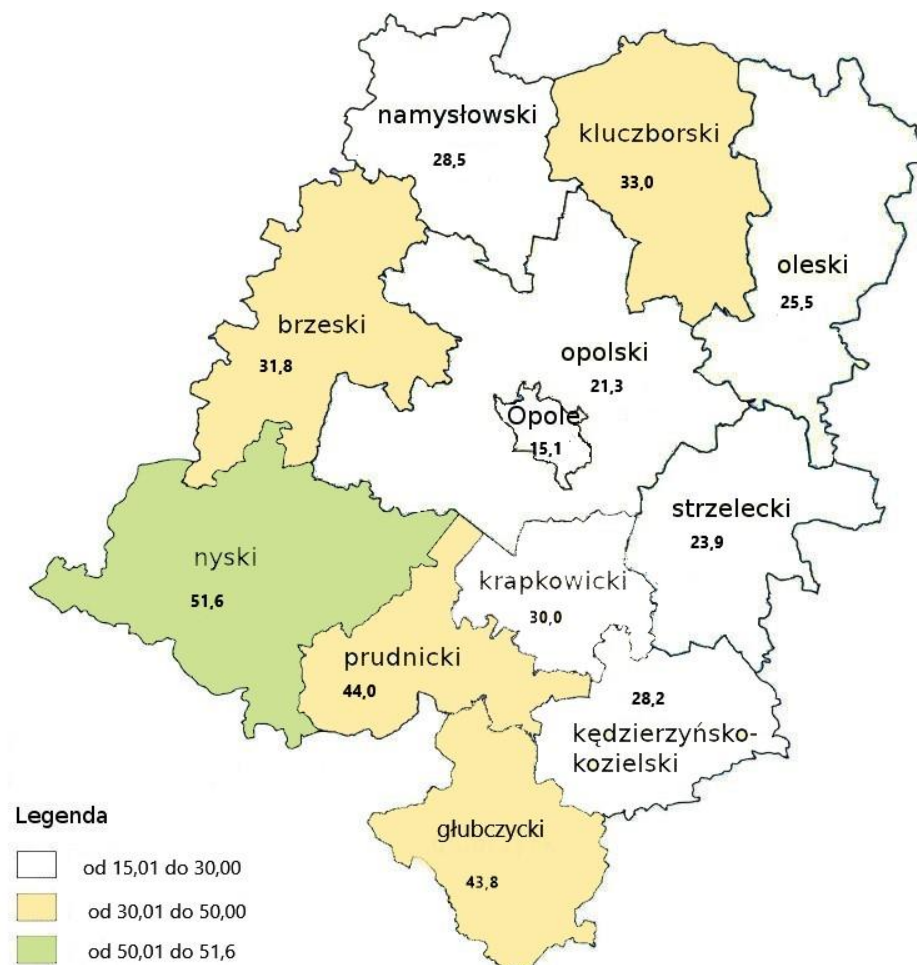 namysłowski
28,5
kluczborski
33,0
oleski
25,5
brzeski
31,8
opolski
21,3
Opole
15,1
strzelecki
23,9
nyski
51,6
krapkowicki
30,0
prudnicki
44,0
28,2
kędzierzyńsko-
kozielski
głubczycki
43,8
Legenda
od 15,01 do 30,00
od 30,01 do 50,00
od 50,01 do 51,6